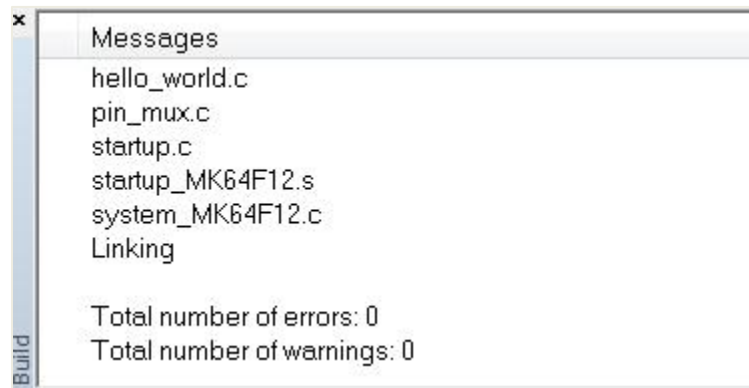 Messages
hello_world.c
pin_mux.c
startup.c
startup_MK64F12.s
system_MK64F12.c
Linking
Total number of errors: 0
Total number of warnings: 0
Build